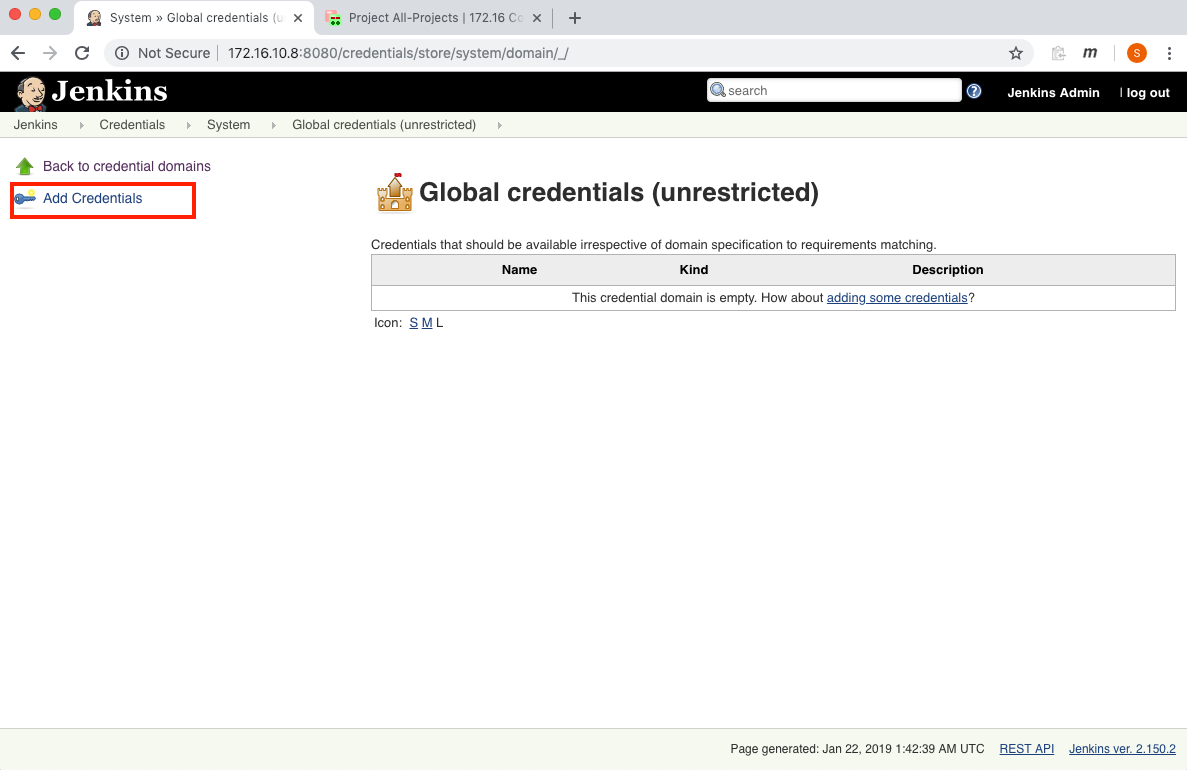 System » Global credentials (u
Project All-Projects | 172.16 Co
Not Secure | 172.16.10.8:8080/credentials/store/system/domain/_/
m
S
Jenkins
search
?
Jenkins Admin
| log out
Jenkins
Credentials
System
Global credentials (unrestricted)
Back to credential domains
Add Credentials
Global credentials (unrestricted)
Credentials that should be available irrespective of domain specification to requirements matching.
Name Kind Description
This credential domain is empty. How about adding some credentials?
Icon: S M L
Page generated: Jan 22, 2019 1:42:39 AM UTC REST API Jenkins ver. 2.150.2